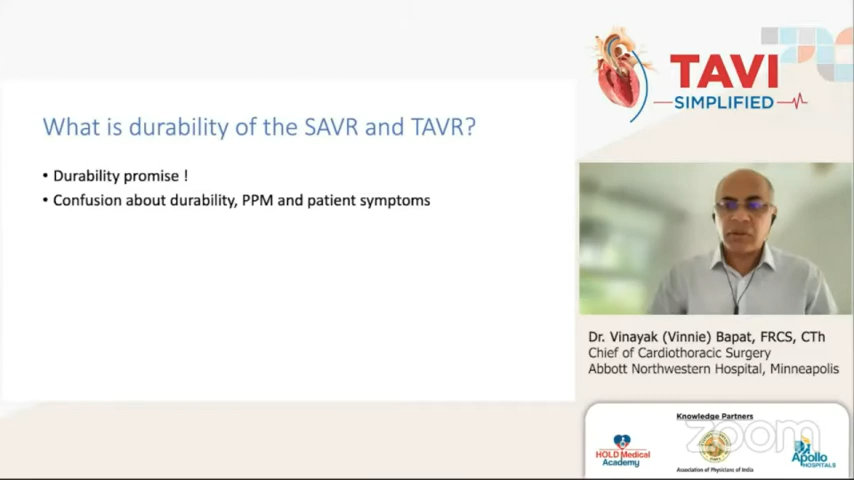 What is durability of the SAVR and TAVR?
• Durability promise !
• Confusion about durability, PPM and patient symptoms
TAVI
SIMPLIFIED
Dr. Vinayak (Vinnie) Bapat, FRCS, CTh
Chief of Cardiothoracic Surgery
Abbott Northwestern Hospital, Minneapolis
Knowledge Partners
zoom
HOLD Medical
Academy
Association of Physicians of India
Apollo
HOSPITALS